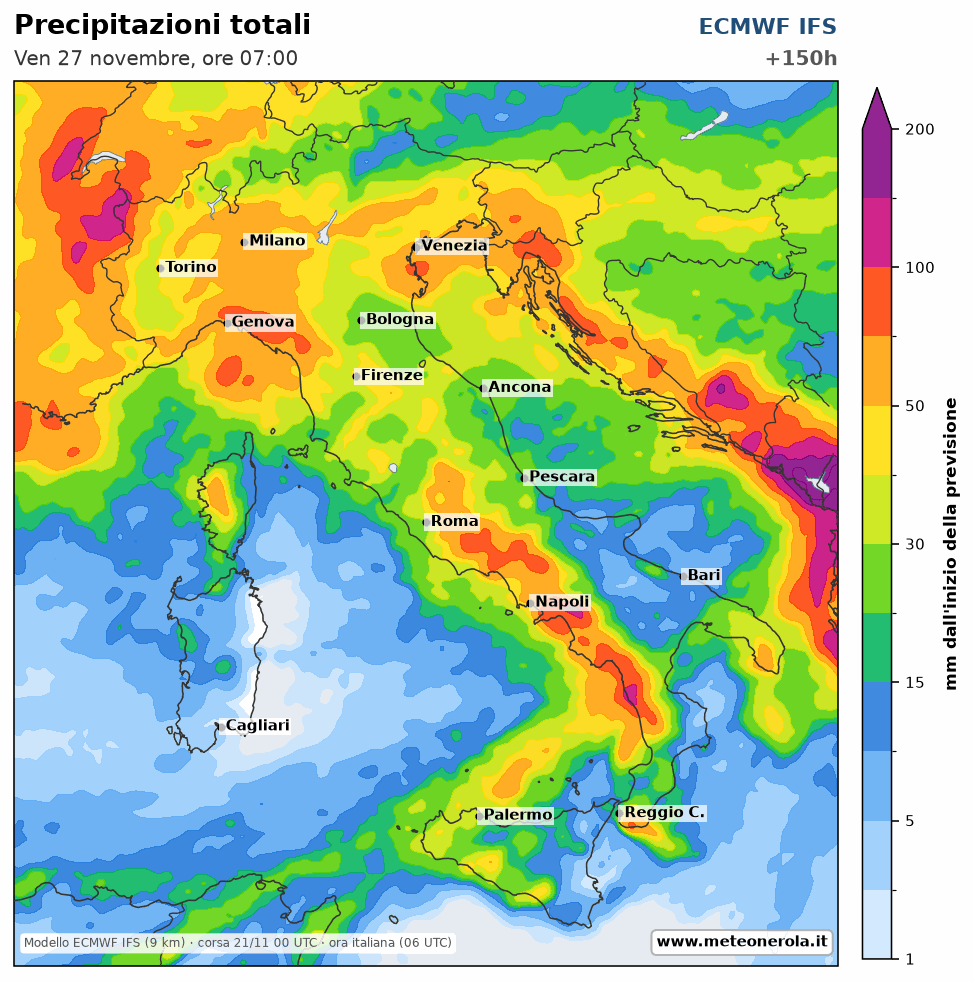 Precipitazioni totali
ECMWF IFS
Ven 27 novembre, ore 07:00
+150h
Milano
Venezia
Torino
Genova
Bologna
Firenze
Ancona
Pescara
Roma
Bari
Napoli
Cagliari
Palermo
Reggio C.
200
100
50
30
15
5
1
mm dall'inizio della previsione
Modello ECMWF IFS (9 km) · corsa 21/11 00 UTC · ora italiana (06 UTC)
www.meteonerola.it